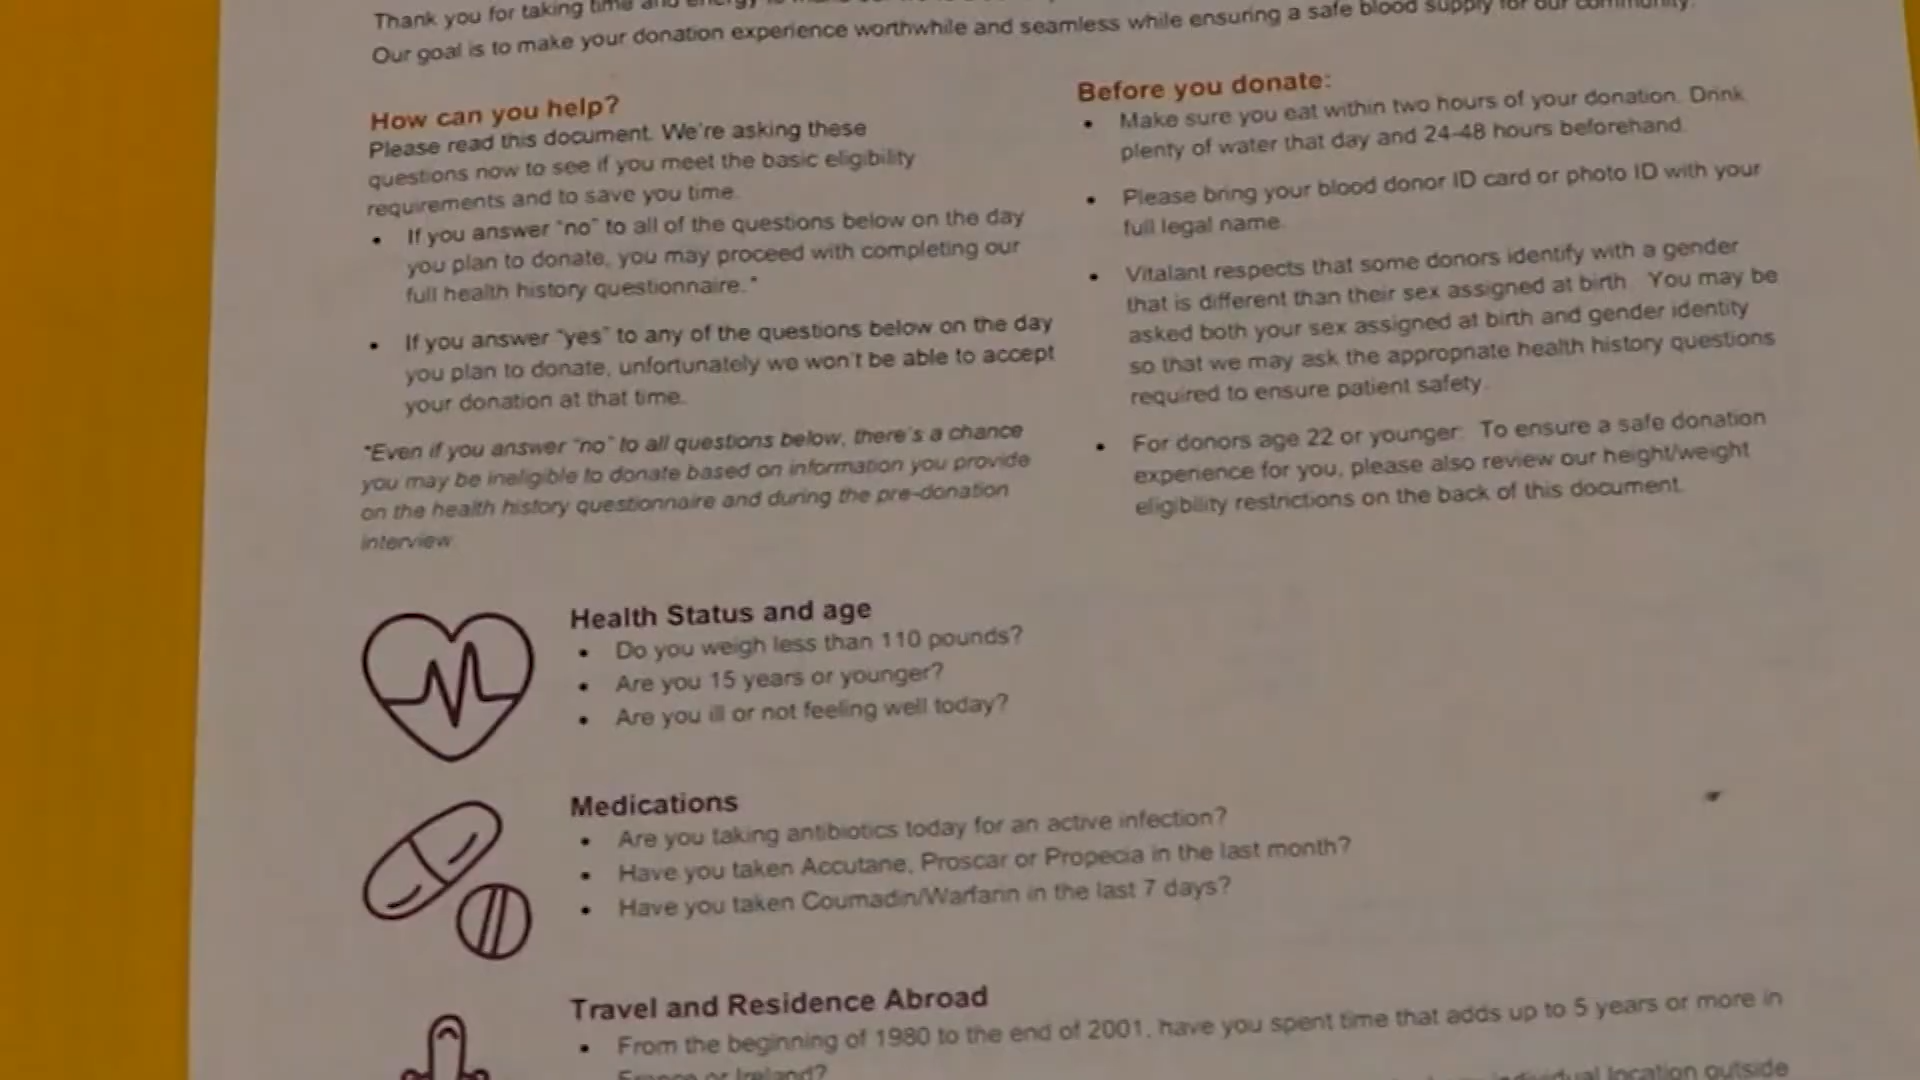 Thank you for taking time and energy to make
Our goal is to make your donation experience worthwhile and seamless while ensuring a safe blood supply for our community.
How can you help?
Please read this document. We're asking these
questions now to see if you meet the basic eligibility
requirements and to save you time.
• If you answer "no" to all of the questions below on the day
you plan to donate, you may proceed with completing our
full health history questionnaire.*
• If you answer "yes" to any of the questions below on the day
you plan to donate, unfortunately we won't be able to accept
your donation at that time.
*Even if you answer "no" to all questions below, there's a chance
you may be ineligible to donate based on information you provide
on the health history questionnaire and during the pre-donation
interview.
Before you donate:
• Make sure you eat within two hours of your donation. Drink
plenty of water that day and 24-48 hours beforehand.
• Please bring your blood donor ID card or photo ID with your
full legal name.
• Vitalant respects that some donors identify with a gender
that is different than their sex assigned at birth. You may be
asked both your sex assigned at birth and gender identity
so that we may ask the appropriate health history questions
required to ensure patient safety.
• For donors age 22 or younger: To ensure a safe donation
experience for you, please also review our height/weight
eligibility restrictions on the back of this document.
Health Status and age
• Do you weigh less than 110 pounds?
• Are you 15 years or younger?
• Are you ill or not feeling well today?
Medications
• Are you taking antibiotics today for an active infection?
• Have you taken Accutane, Proscar or Propecia in the last month?
• Have you taken Coumadin/Warfarin in the last 7 days?
Travel and Residence Abroad
• From the beginning of 1980 to the end of 2001, have you spent time that adds up to 5 years or more in
France or Ireland?
individual location outside